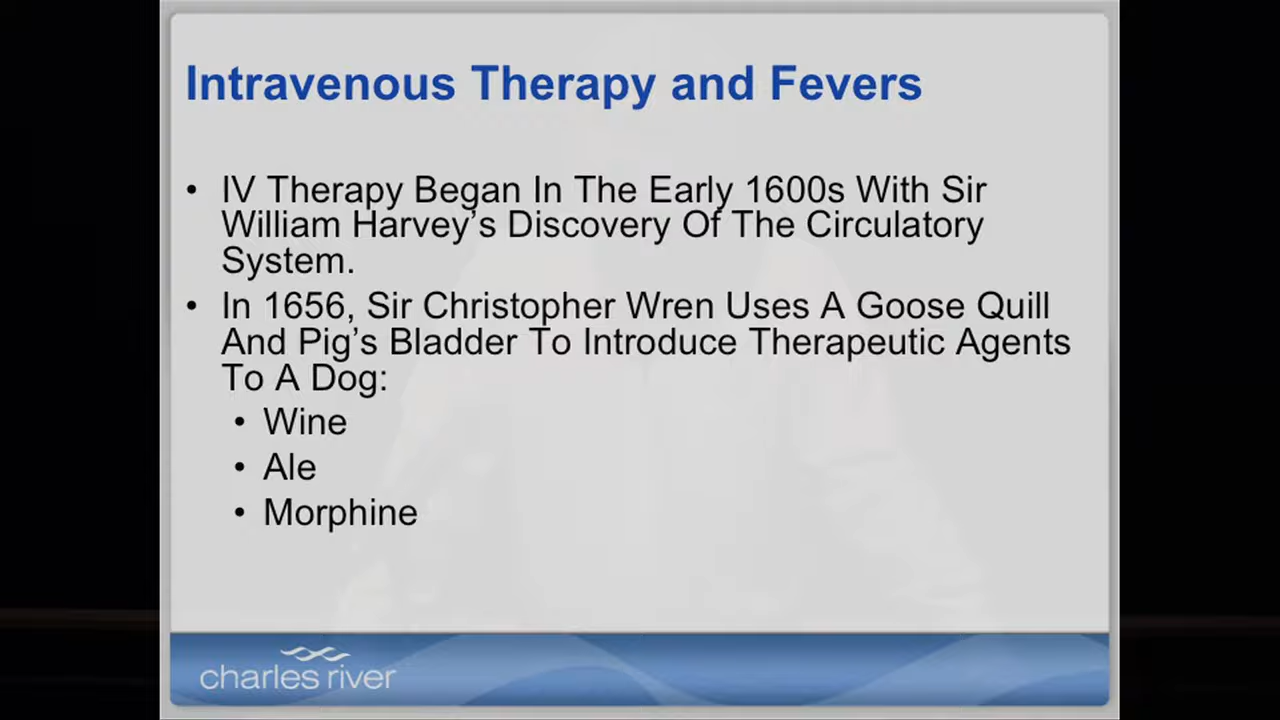 Intravenous Therapy and Fevers
• IV Therapy Began In The Early 1600s With Sir
William Harvey’s Discovery Of The Circulatory
System.
• In 1656, Sir Christopher Wren Uses A Goose Quill
And Pig’s Bladder To Introduce Therapeutic Agents
To A Dog:
• Wine
• Ale
• Morphine
charles river